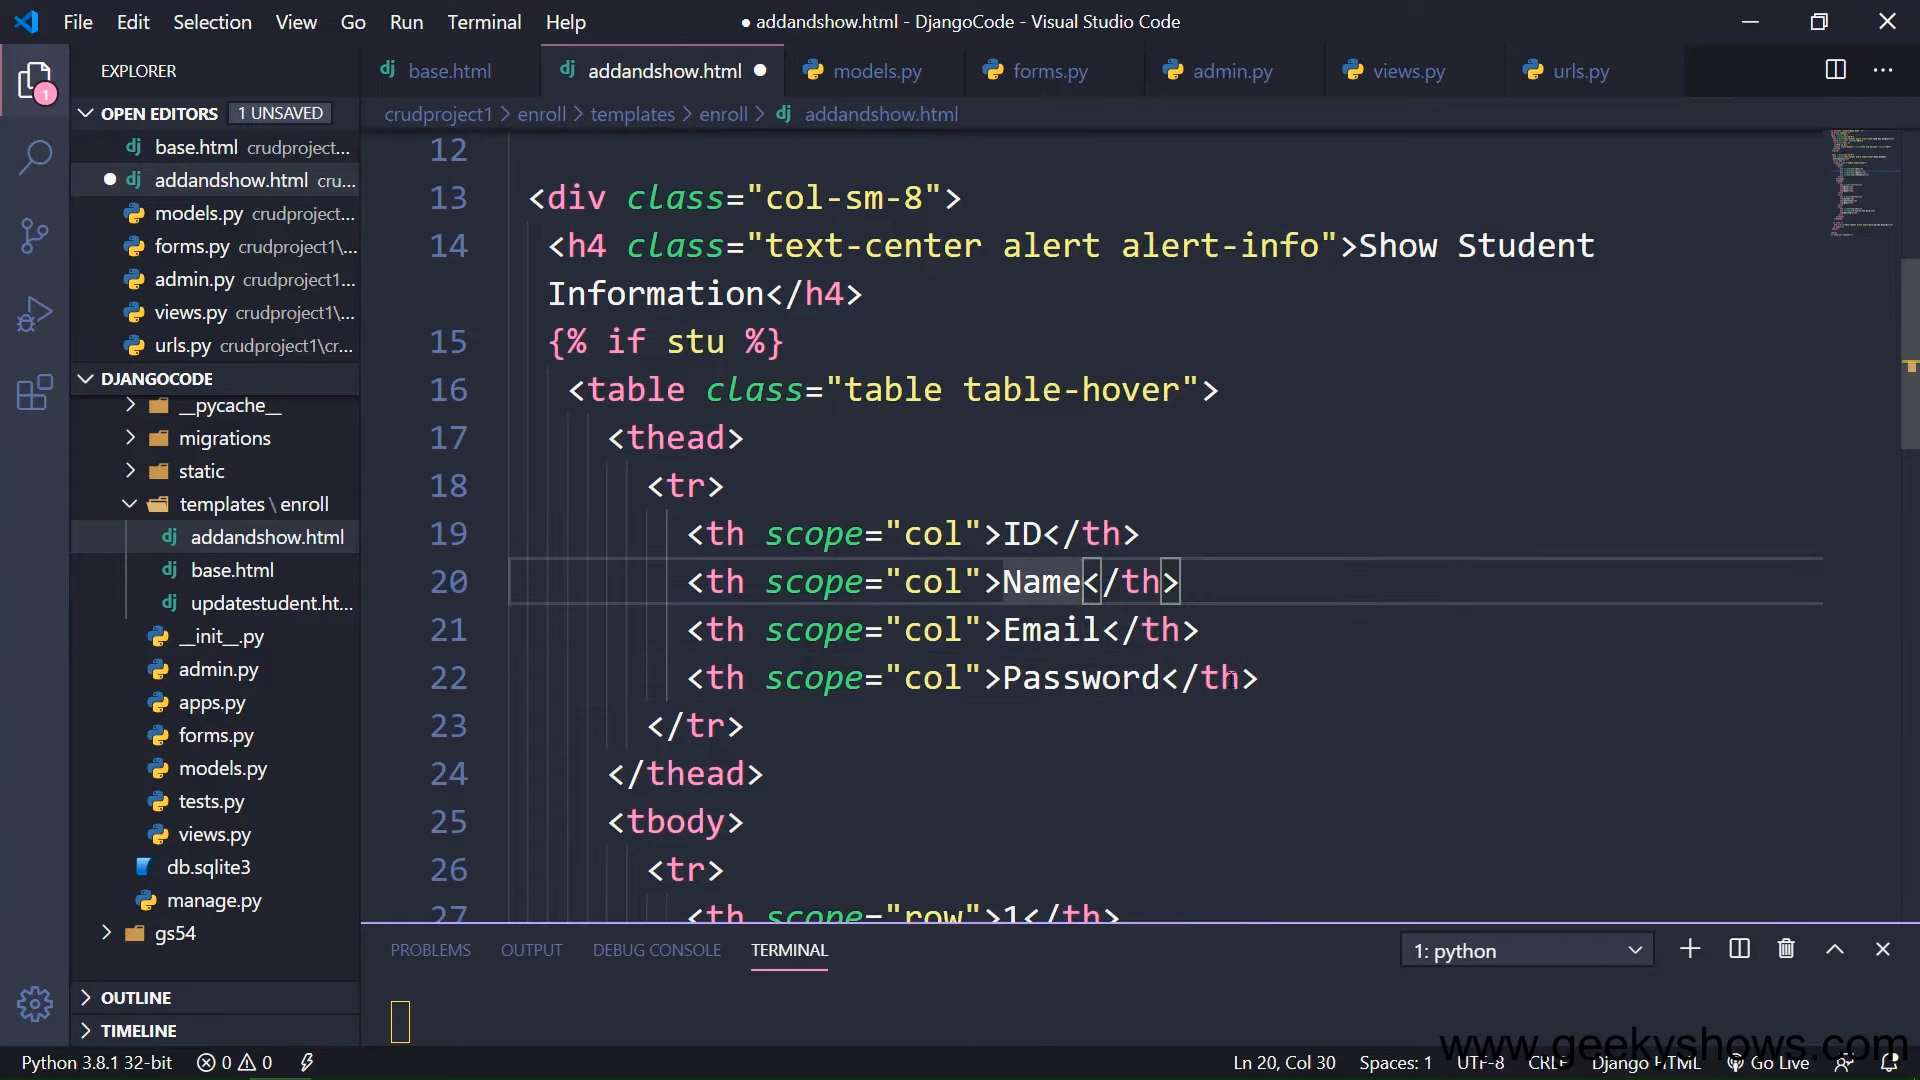 File Edit Selection View Go Run Terminal Help
● addandshow.html - DjangoCode - Visual Studio Code
EXPLORER
base.html addandshow.html ● models.py forms.py admin.py views.py urls.py
crudproject1 > enroll > templates > enroll > addandshow.html
1
OPEN EDITORS 1 UNSAVED
base.html crudproject...
● addandshow.html cru...
models.py crudproject...
forms.py crudproject1\...
admin.py crudproject1...
views.py crudproject1\...
urls.py crudproject1\cr...
DJANGOCODE
__pycache__
migrations
static
templates \ enroll
addandshow.html
base.html
updatestudent.ht...
__init__.py
admin.py
apps.py
forms.py
models.py
tests.py
views.py
db.sqlite3
manage.py
gs54
OUTLINE
TIMELINE
12
13 <div class="col-sm-8">
14 <h4 class="text-center alert alert-info">Show Student
Information</h4>
15 {% if stu %}
16 <table class="table table-hover">
17 <thead>
18 <tr>
19 <th scope="col">ID</th>
20 <th scope="col">Name</th>
21 <th scope="col">Email</th>
22 <th scope="col">Password</th>
23 </tr>
24 </thead>
25 <tbody>
26 <tr>
27 <th scope="row">1</th>
PROBLEMS OUTPUT DEBUG CONSOLE TERMINAL
1: python
www.geekyshows.com
Python 3.8.1 32-bit 0 0
Ln 20, Col 30 Spaces: 1 UTF-8 CRLF Django HTML Go Live